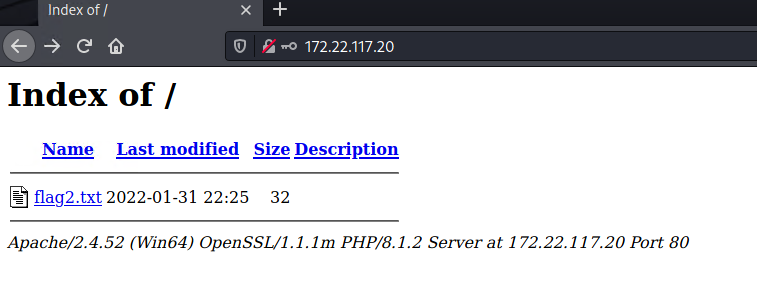 Index of /
172.22.117.20
Index of /
Name Last modified Size Description
flag2.txt 2022-01-31 22:25 32
Apache/2.4.52 (Win64) OpenSSL/1.1.1m PHP/8.1.2 Server at 172.22.117.20 Port 80